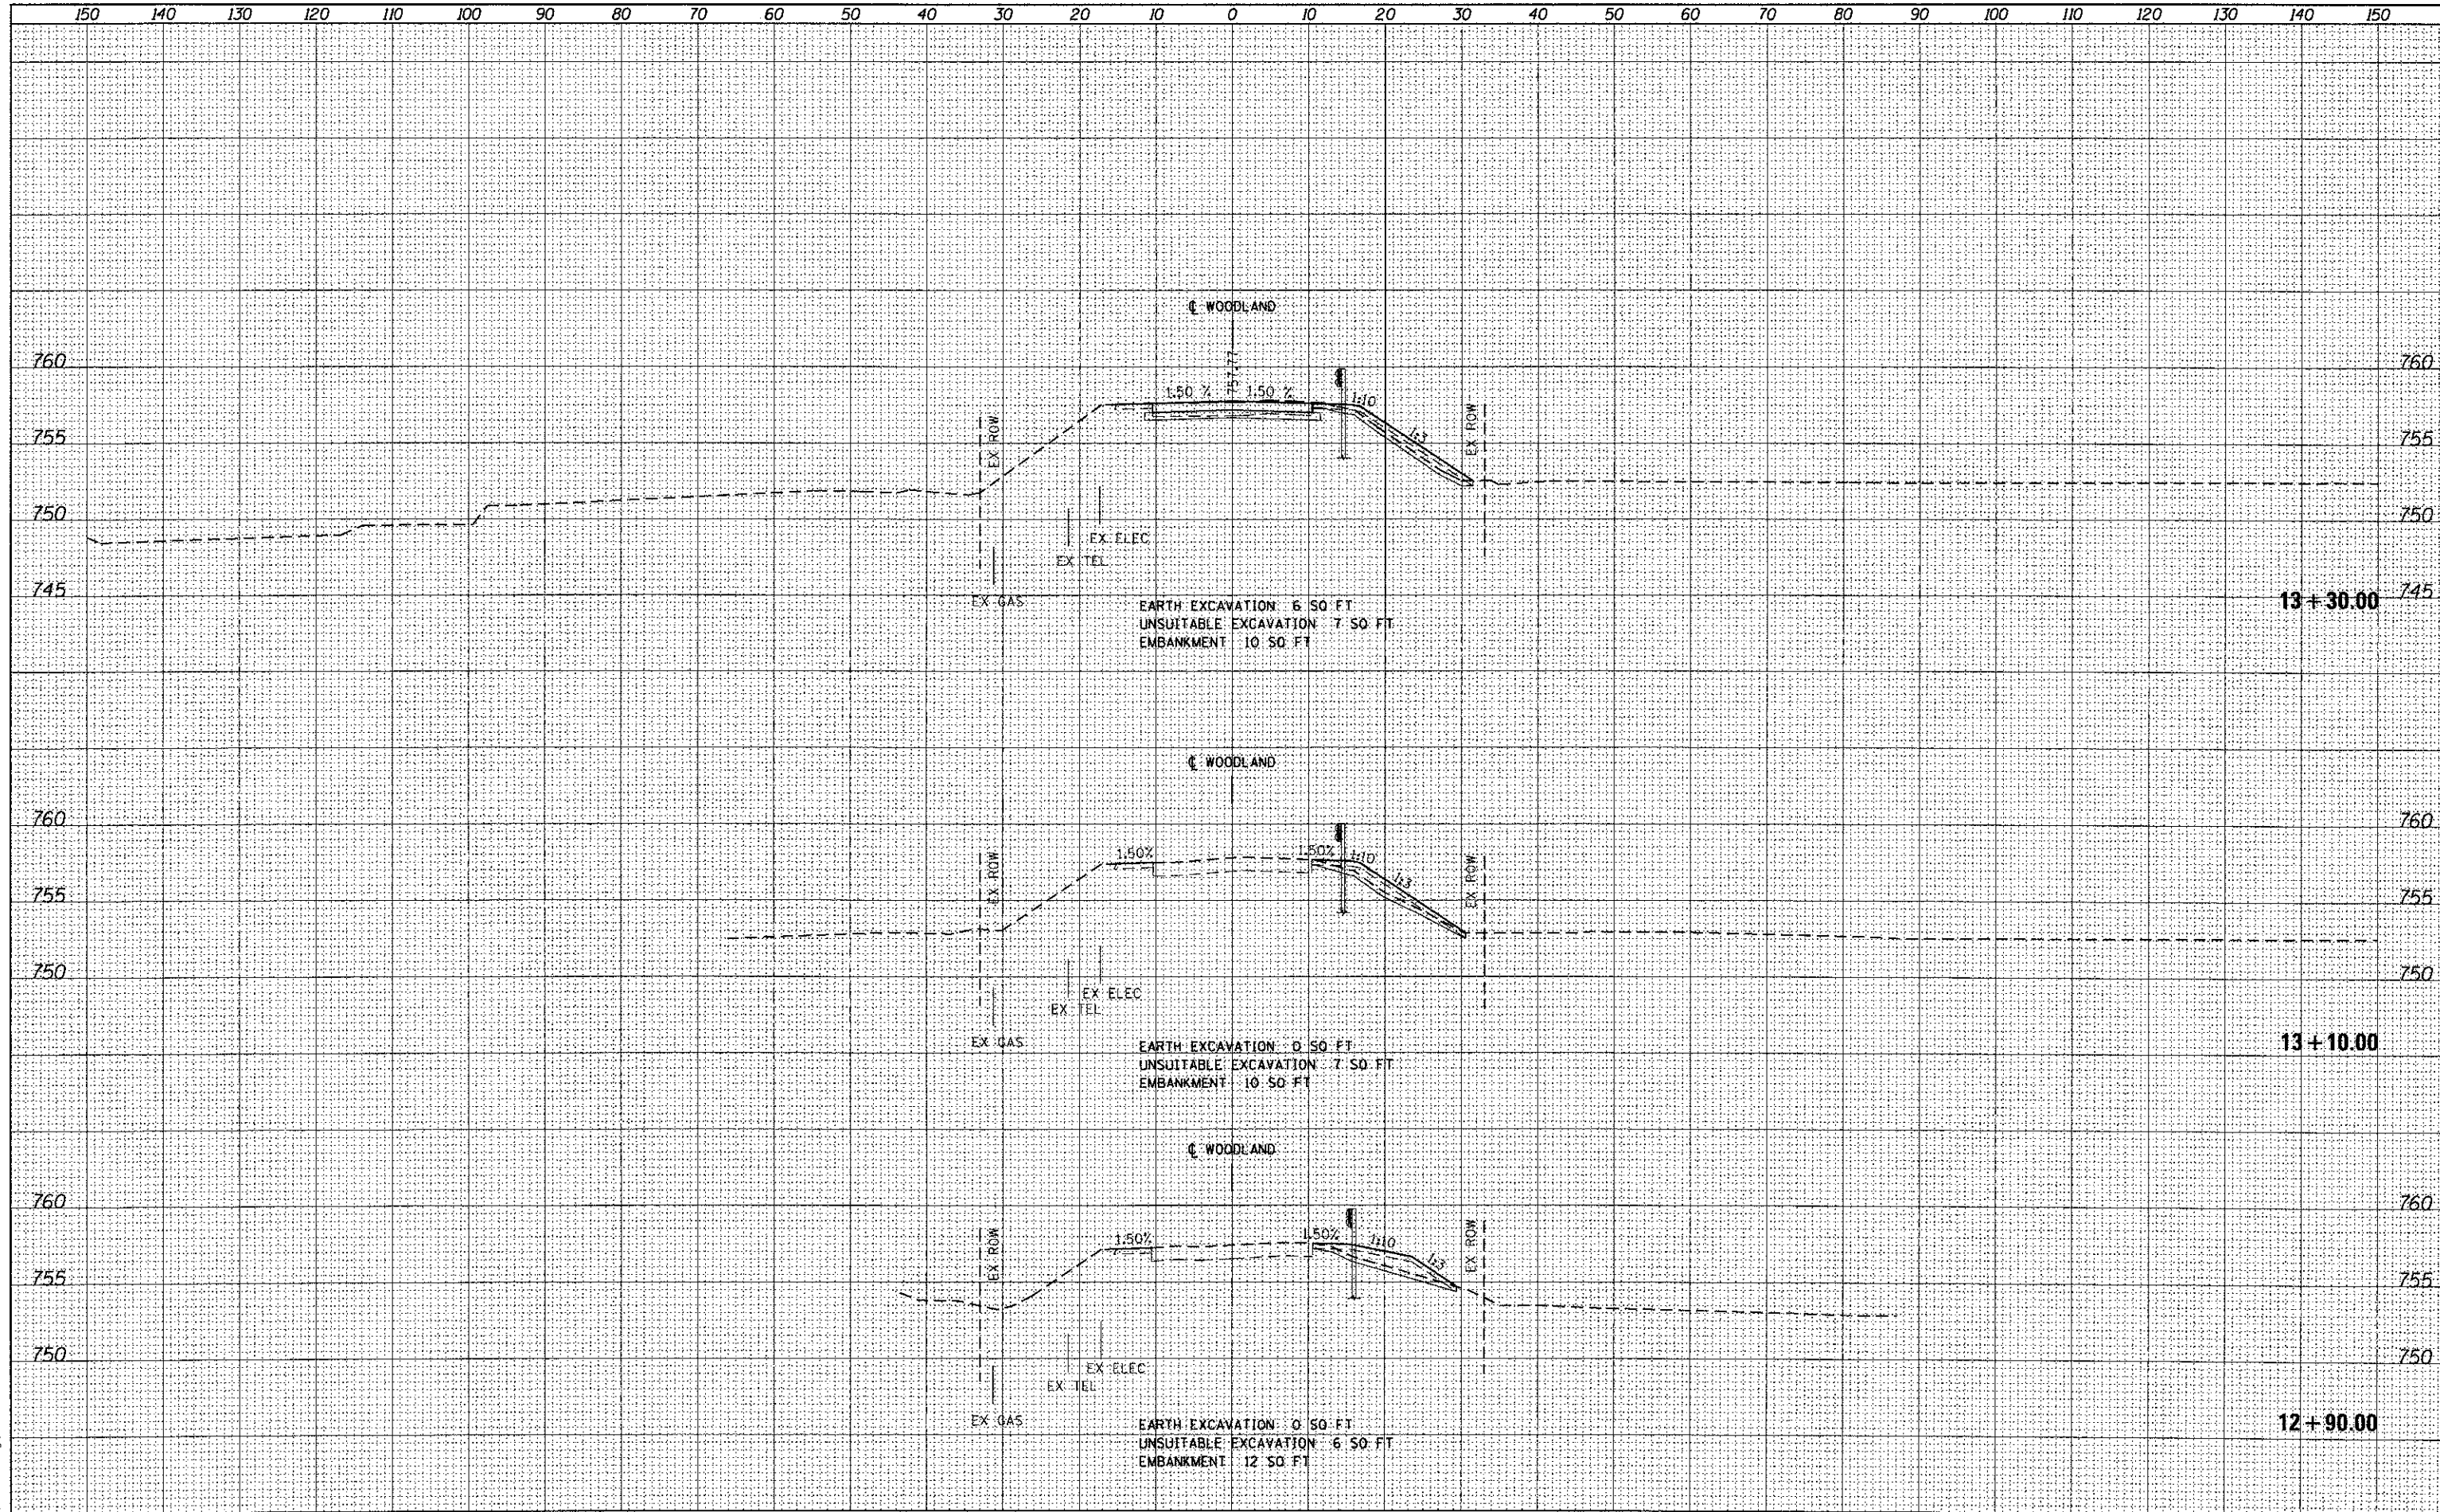 150 140 130 120 110 100 90 80 70 60 50 40 30 20 10 0 10 20 30 40 50 60 70 80 90 100 110 120 130 140 150
℄ WOODLAND
757.77
760 760
1.50 % 1.50 % 1:10
1:3
EX ROW EX ROW
755 755
750 750
EX ELEC
EX TEL
EX GAS
745 745
13 + 30.00
EARTH EXCAVATION 6 SQ FT
UNSUITABLE EXCAVATION 7 SQ FT
EMBANKMENT 10 SQ FT
℄ WOODLAND
760 760
1.50% 1.50% 1:10
1:3
EX ROW EX ROW
755 755
750 750
EX ELEC
EX TEL
EX GAS
13 + 10.00
EARTH EXCAVATION 0 SQ FT
UNSUITABLE EXCAVATION 7 SQ FT
EMBANKMENT 10 SQ FT
℄ WOODLAND
760 760
1.50% 1.50% 1:10
1:3
EX ROW EX ROW
755 755
750 750
EX ELEC
EX TEL
EX GAS
12 + 90.00
EARTH EXCAVATION 0 SQ FT
UNSUITABLE EXCAVATION 6 SQ FT
EMBANKMENT 12 SQ FT